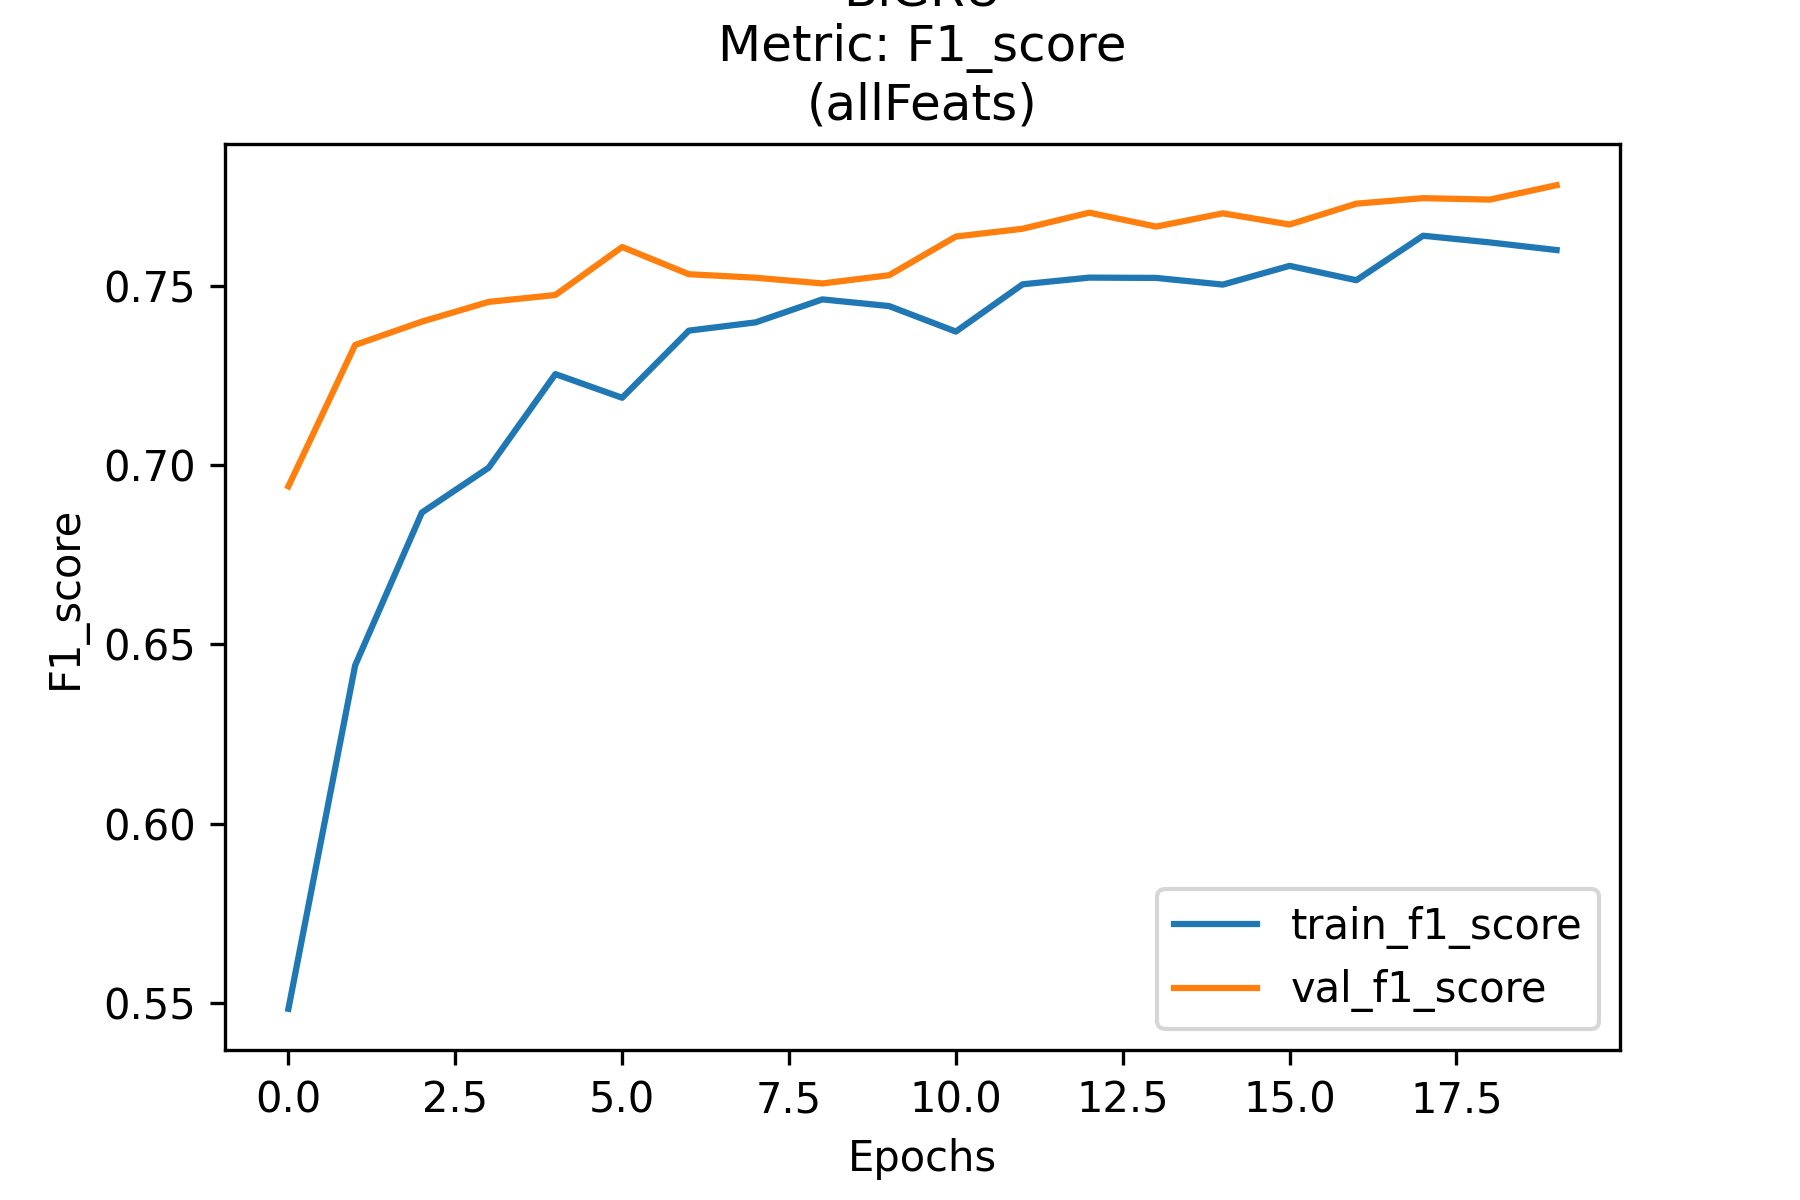 BiGRU
Metric: F1_score
(allFeats)
F1_score
0.75
0.70
0.65
0.60
0.55
train_f1_score
val_f1_score
0.0 2.5 5.0 7.5 10.0 12.5 15.0 17.5
Epochs